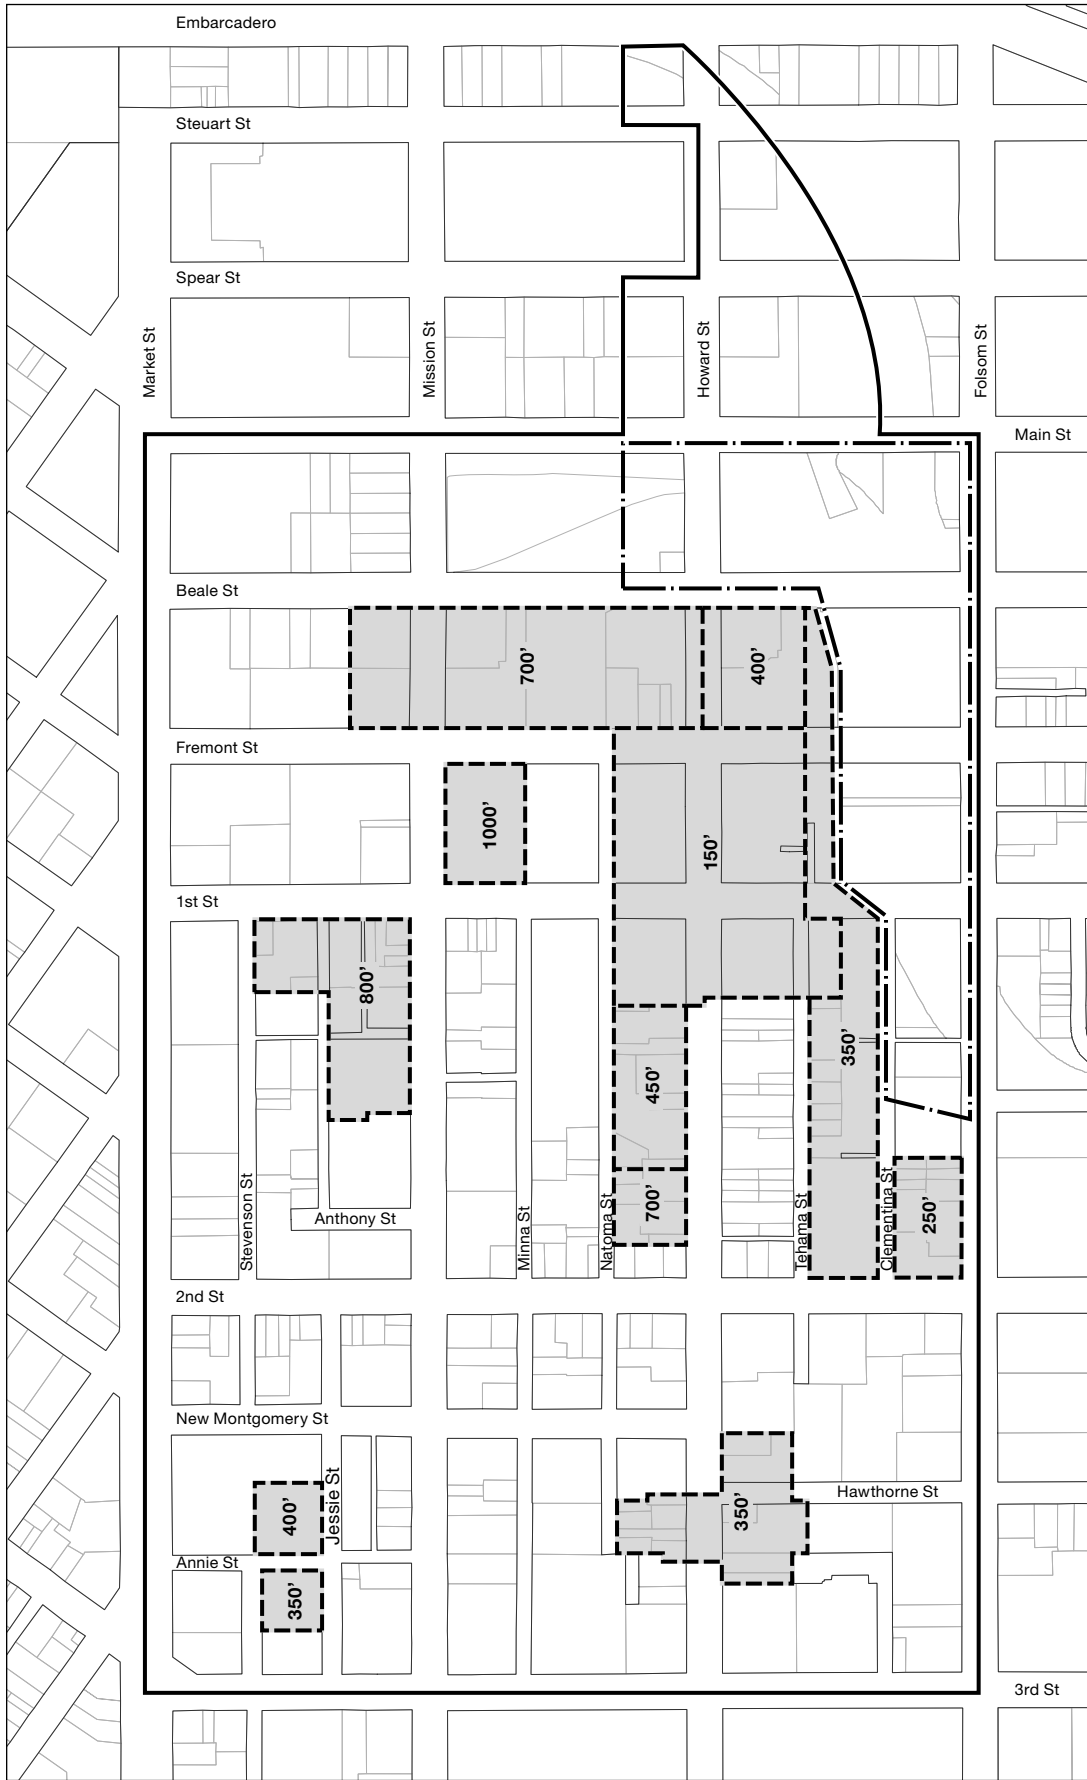 Embarcadero
Steuart St
Spear St
Market St
Mission St
Howard St
Folsom St
Main St
Beale St
700’
400’
Fremont St
1000’
150’
1st St
800’
350’
450’
700’
250’
Stevenson St
Anthony St
Minna St
Natoma St
Tehama St
Clementina St
2nd St
New Montgomery St
Jessie St
400’
350’
Hawthorne St
Annie St
350’
3rd St